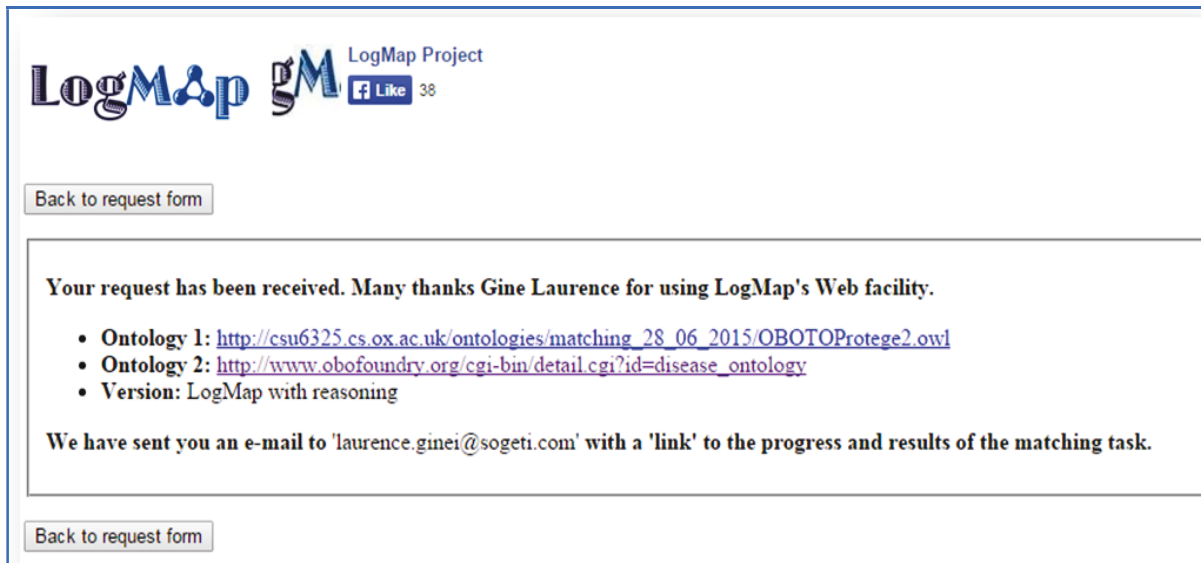 LogMap gM LogMap Project
Like 38
Back to request form
Your request has been received. Many thanks Gine Laurence for using LogMap's Web facility.
• Ontology 1: http://csu6325.cs.ox.ac.uk/ontologies/matching_28_06_2015/OBOTOProtege2.owl
• Ontology 2: http://www.obofoundry.org/cgi-bin/detail.cgi?id=disease_ontology
• Version: LogMap with reasoning
We have sent you an e-mail to 'laurence.ginei@sogeti.com' with a 'link' to the progress and results of the matching task.
Back to request form